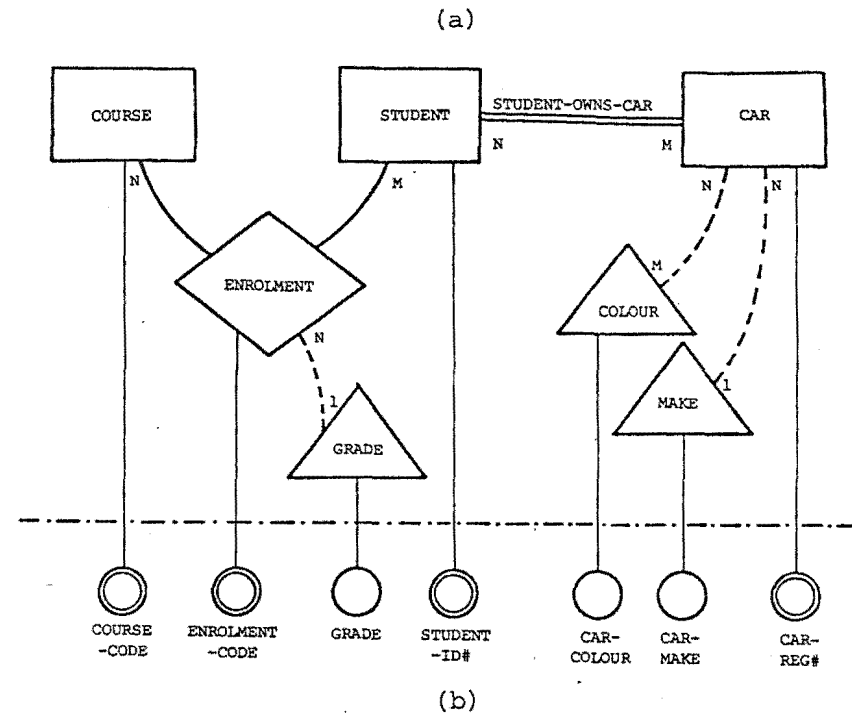 (a)
COURSE
STUDENT
STUDENT-OWNS-CAR
CAR
N
M
N
M
N
N
ENROLMENT
M
COLOUR
N
1
GRADE
1
MAKE
COURSE
-CODE
ENROLMENT
-CODE
GRADE
STUDENT
-ID#
CAR-
COLOUR
CAR-
MAKE
CAR-
REG#
(b)